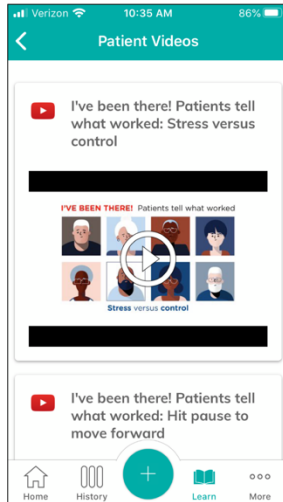 Verizon 10:35 AM 86%
Patient Videos
I've been there! Patients tell
what worked: Stress versus
control
I'VE BEEN THERE! Patients tell what worked
Stress versus control
I've been there! Patients tell
what worked: Hit pause to
move forward
Home History + Learn More